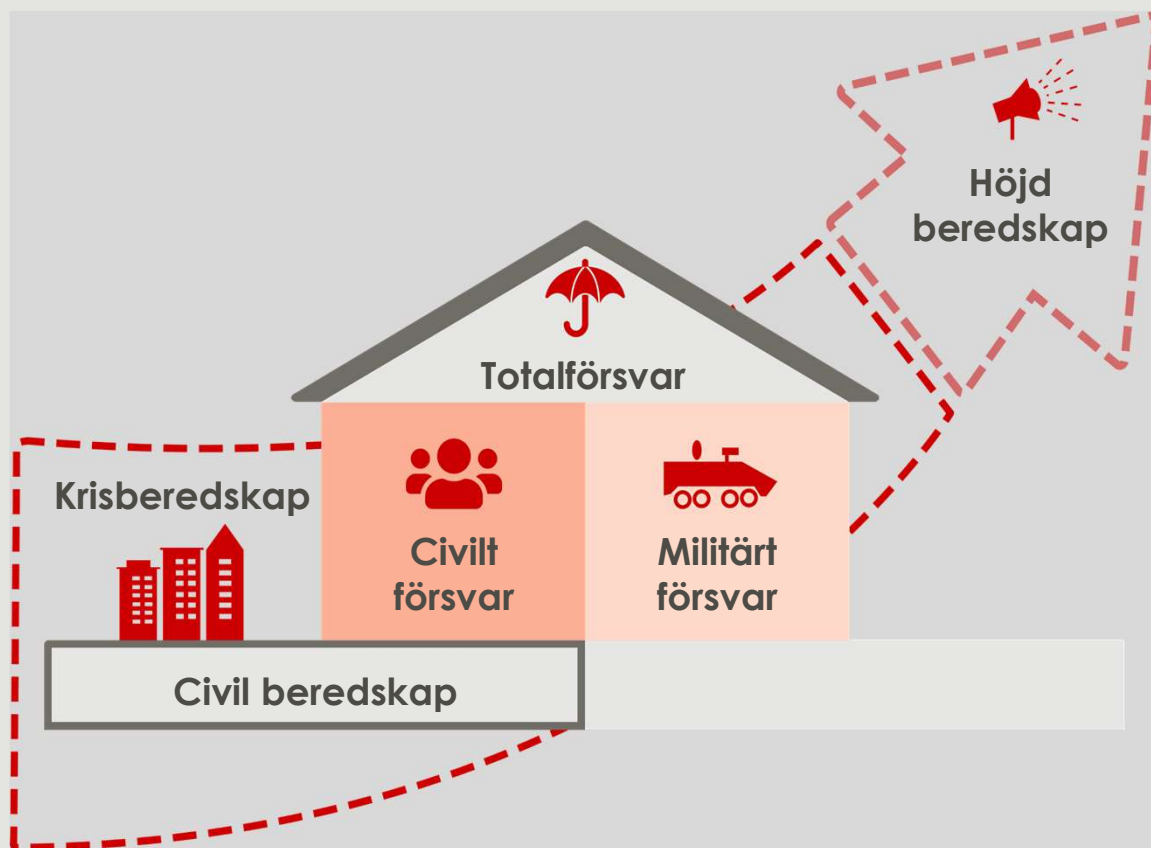 Höjd
beredskap
Totalförsvar
Krisberedskap
Civilt
försvar
Militärt
försvar
Civil beredskap